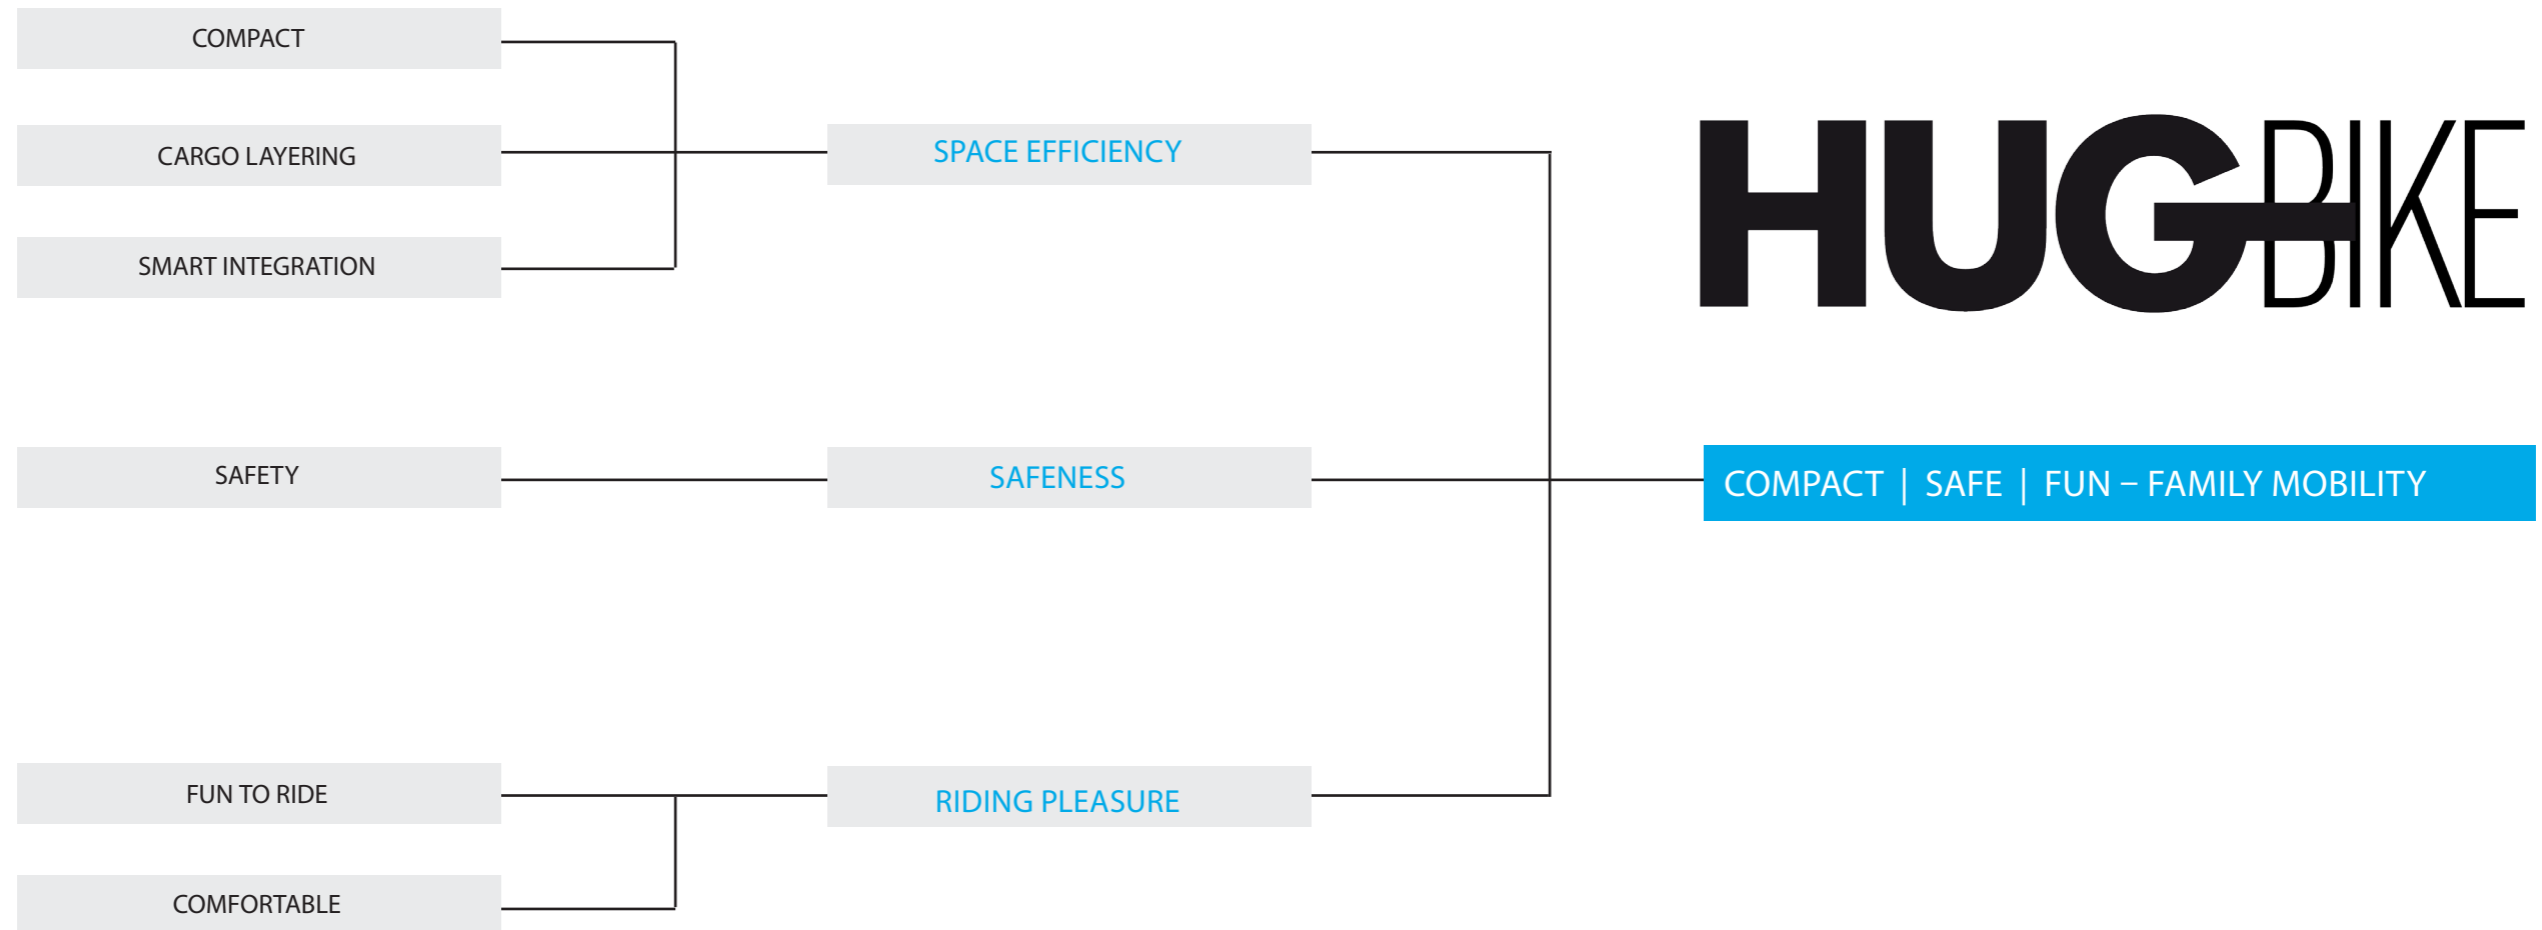 COMPACT
CARGO LAYERING
SMART INTEGRATION
SAFETY
FUN TO RIDE
COMFORTABLE
SPACE EFFICIENCY
SAFENESS
RIDING PLEASURE
HUGBIKE
COMPACT | SAFE | FUN – FAMILY MOBILITY